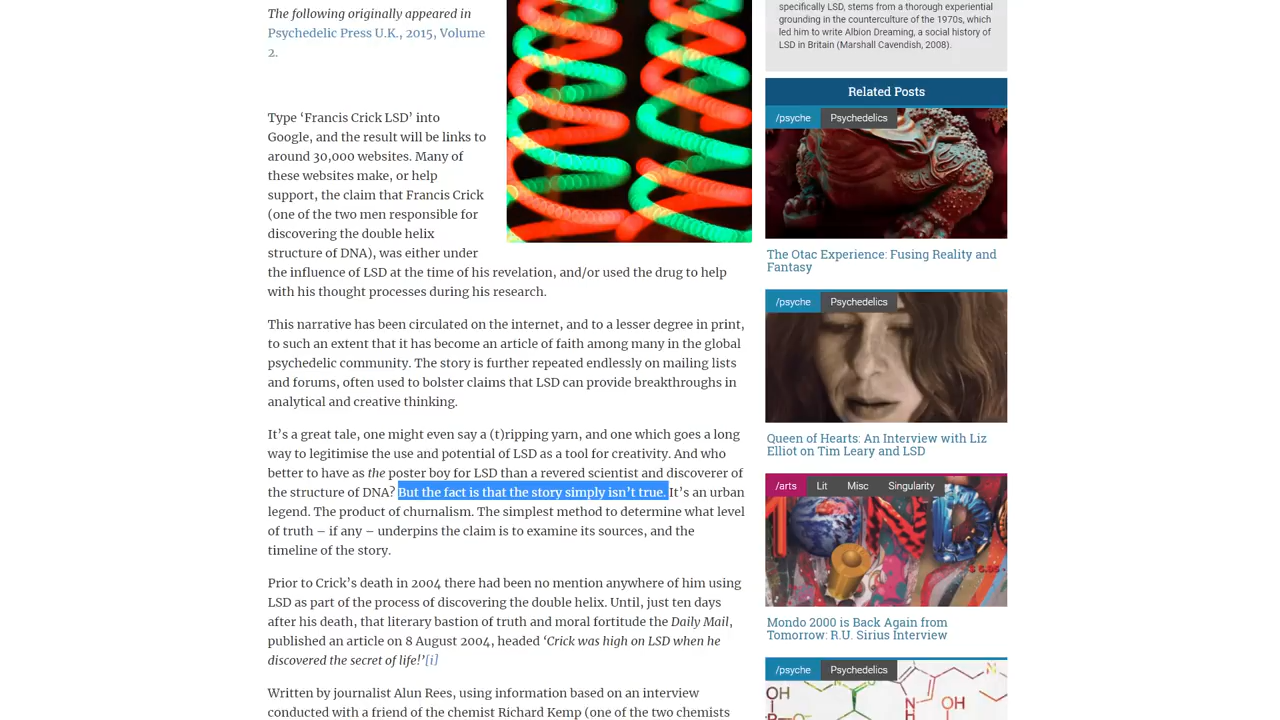 The following originally appeared in
Psychedelic Press U.K., 2015, Volume
2.
Type ‘Francis Crick LSD’ into
Google, and the result will be links to
around 30,000 websites. Many of
these websites make, or help
support, the claim that Francis Crick
(one of the two men responsible for
discovering the double helix
structure of DNA), was either under
the influence of LSD at the time of his revelation, and/or used the drug to help
with his thought processes during his research.
This narrative has been circulated on the internet, and to a lesser degree in print,
to such an extent that it has become an article of faith among many in the global
psychedelic community. The story is further repeated endlessly on mailing lists
and forums, often used to bolster claims that LSD can provide breakthroughs in
analytical and creative thinking.
It’s a great tale, one might even say a (t)ripping yarn, and one which goes a long
way to legitimise the use and potential of LSD as a tool for creativity. And who
better to have as the poster boy for LSD than a revered scientist and discoverer of
the structure of DNA? But the fact is that the story simply isn’t true. It’s an urban
legend. The product of churnalism. The simplest method to determine what level
of truth – if any – underpins the claim is to examine its sources, and the
timeline of the story.
Prior to Crick’s death in 2004 there had been no mention anywhere of him using
LSD as part of the process of discovering the double helix. Until, just ten days
after his death, that literary bastion of truth and moral fortitude the Daily Mail,
published an article on 8 August 2004, headed ‘Crick was high on LSD when he
discovered the secret of life!’[i]
Written by journalist Alun Rees, using information based on an interview
conducted with a friend of the chemist Richard Kemp (one of the two chemists
specifically LSD, stems from a thorough experiential
grounding in the counterculture of the 1970s, which
led him to write Albion Dreaming, a social history of
LSD in Britain (Marshall Cavendish, 2008).
Related Posts
/psyche Psychedelics
The Otac Experience: Fusing Reality and
Fantasy
/psyche Psychedelics
Queen of Hearts: An Interview with Liz
Elliot on Tim Leary and LSD
/arts Lit Misc Singularity
$ 6.95
Mondo 2000 is Back Again from
Tomorrow: R.U. Sirius Interview
/psyche Psychedelics
N
OH
OH
N
H